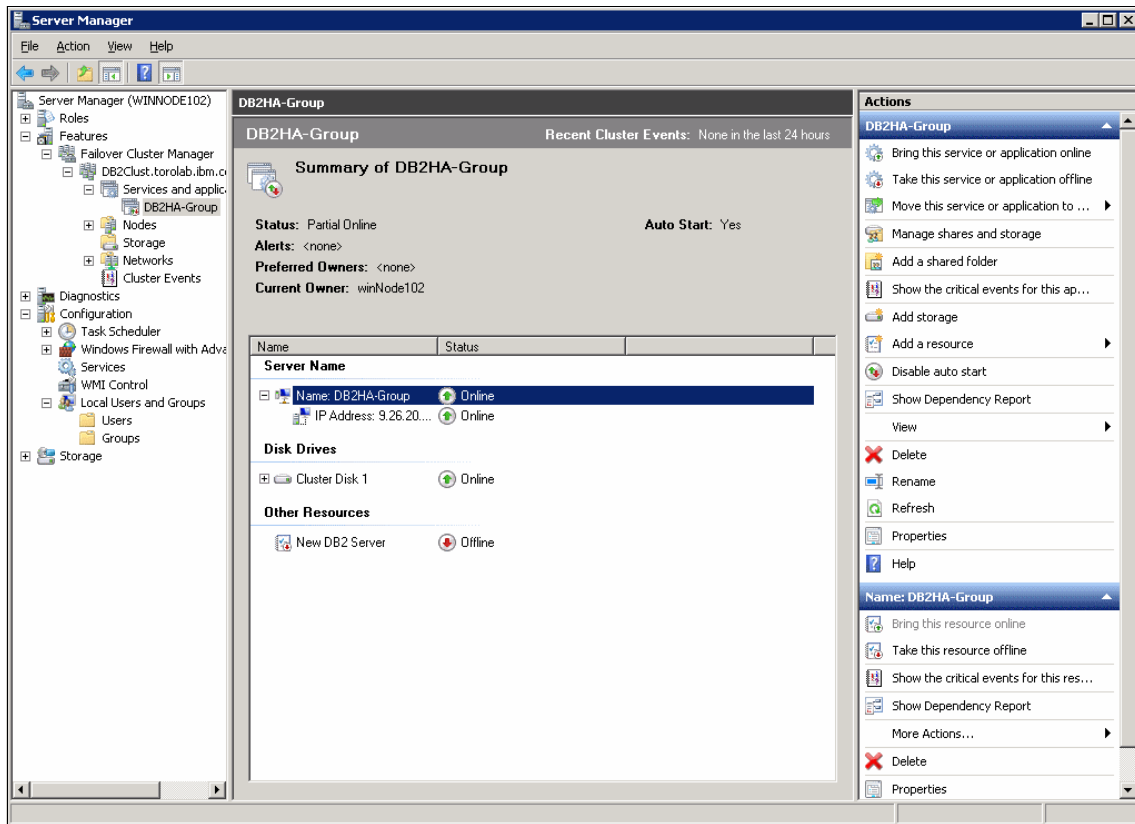 Server Manager
File Action View Help
Server Manager (WINNODE102)
Roles
Features
Failover Cluster Manager
DB2Clust.torolab.ibm.c
Services and applic
DB2HA-Group
Nodes
Storage
Networks
Cluster Events
Diagnostics
Configuration
Task Scheduler
Windows Firewall with Adva
Services
WMI Control
Local Users and Groups
Users
Groups
Storage
DB2HA-Group
DB2HA-Group Recent Cluster Events: None in the last 24 hours
Summary of DB2HA-Group
Status: Partial Online Auto Start: Yes
Alerts: <none>
Preferred Owners: <none>
Current Owner: winNode102
Name Status
Server Name
Name: DB2HA-Group Online
IP Address: 9.26.20.... Online
Disk Drives
Cluster Disk 1 Online
Other Resources
New DB2 Server Offline
Actions
DB2HA-Group
Bring this service or application online
Take this service or application offline
Move this service or application to ...
Manage shares and storage
Add a shared folder
Show the critical events for this ap...
Add storage
Add a resource
Disable auto start
Show Dependency Report
View
Delete
Rename
Refresh
Properties
Help
Name: DB2HA-Group
Bring this resource online
Take this resource offline
Show the critical events for this res...
Show Dependency Report
More Actions...
Delete
Properties